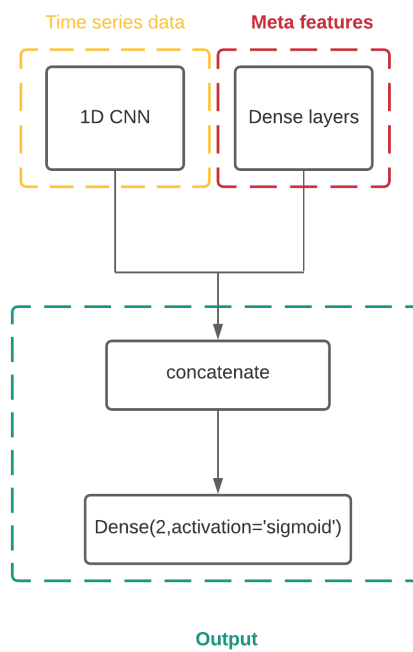 Time series data
Meta features
1D CNN
Dense layers
concatenate
Dense(2,activation='sigmoid')
Output